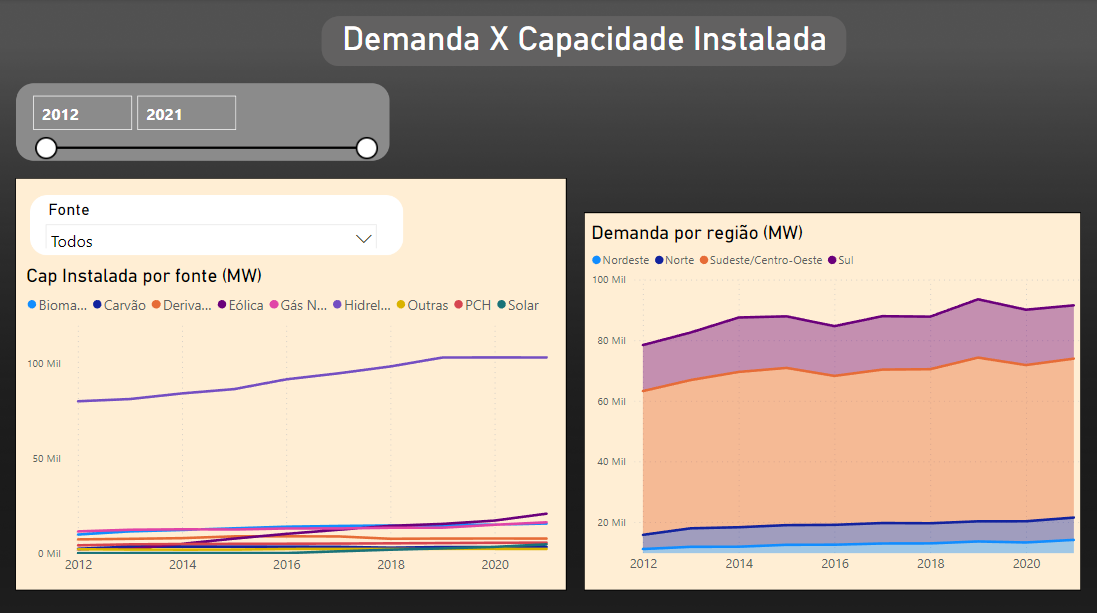 Demanda X Capacidade Instalada
2012 2021
Fonte
Todos
Cap Instalada por fonte (MW)
Bioma... Carvão Deriva... Eólica Gás N... Hidrel... Outras PCH Solar
100 Mil
50 Mil
0 Mil
2012 2014 2016 2018 2020
Demanda por região (MW)
Nordeste Norte Sudeste/Centro-Oeste Sul
100 Mil
80 Mil
60 Mil
40 Mil
20 Mil
2012 2014 2016 2018 2020